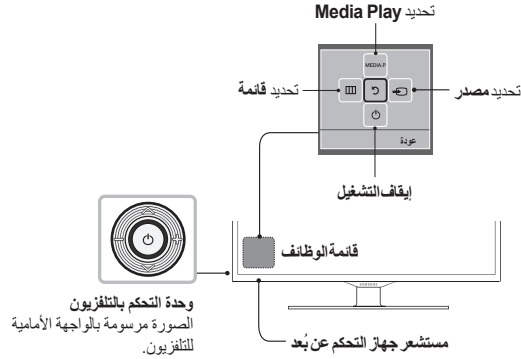 تحديد Media Play
MEDIA.P
تحديد قائمة
تحديد مصدر
عودة
إيقاف التشغيل
قائمة الوظائف
SAMSUNG
وحدة التحكم بالتلفزيون
الصورة مرسومة بالواجهة الأمامية
للتلفزيون.
مستشعر جهاز التحكم عن بُعد